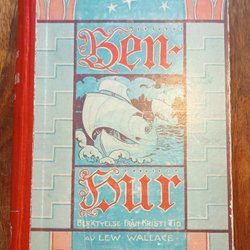 Ben-
Hur
BERÄTTELSE FRÅN KRISTI TID
AV LEW WALLACE